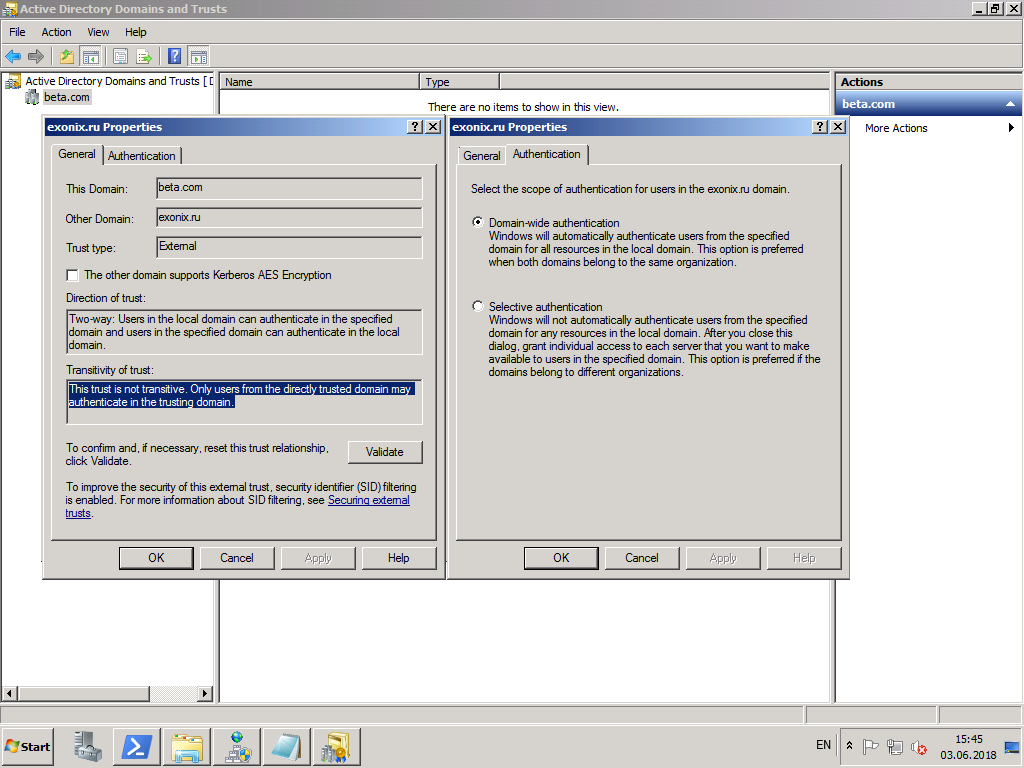 Active Directory Domains and Trusts
File Action View Help
Active Directory Domains and Trusts [
beta.com
Name Type
There are no items to show in this view.
Actions
beta.com
More Actions
exonix.ru Properties
General Authentication
This Domain: beta.com
Other Domain: exonix.ru
Trust type: External
The other domain supports Kerberos AES Encryption
Direction of trust:
Two-way: Users in the local domain can authenticate in the specified
domain and users in the specified domain can authenticate in the local
domain.
Transitivity of trust:
This trust is not transitive. Only users from the directly trusted domain may
authenticate in the trusting domain.
To confirm and, if necessary, reset this trust relationship,
click Validate.
Validate
To improve the security of this external trust, security identifier (SID) filtering
is enabled. For more information about SID filtering, see Securing external
trusts.
OK Cancel Apply Help
exonix.ru Properties
General Authentication
Select the scope of authentication for users in the exonix.ru domain.
Domain-wide authentication
Windows will automatically authenticate users from the specified
domain for all resources in the local domain. This option is preferred
when both domains belong to the same organization.
Selective authentication
Windows will not automatically authenticate users from the specified
domain for any resources in the local domain. After you close this
dialog, grant individual access to each server that you want to make
available to users in the specified domain. This option is preferred if the
domains belong to different organizations.
OK Cancel Apply Help
Start
EN
15:45
03.06.2018